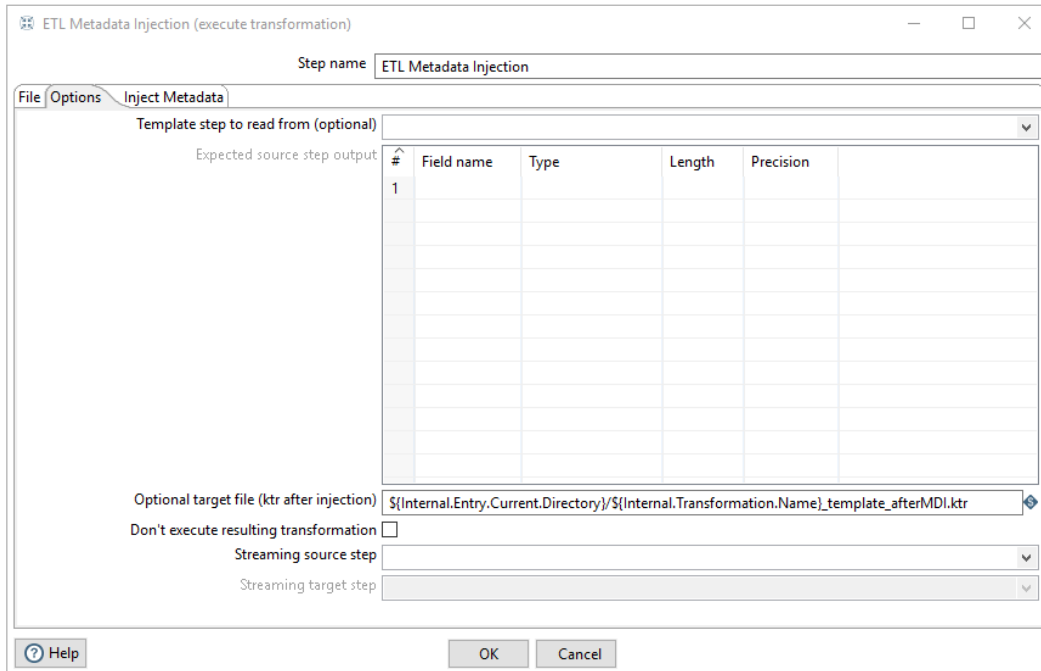 ETL Metadata Injection (execute transformation)
Step name ETL Metadata Injection
File Options Inject Metadata
Template step to read from (optional)
Expected source step output # Field name Type Length Precision
1
Optional target file (ktr after injection) ${Internal.Entry.Current.Directory}/${Internal.Transformation.Name}_template_afterMDI.ktr
Don't execute resulting transformation
Streaming source step
Streaming target step
? Help OK Cancel